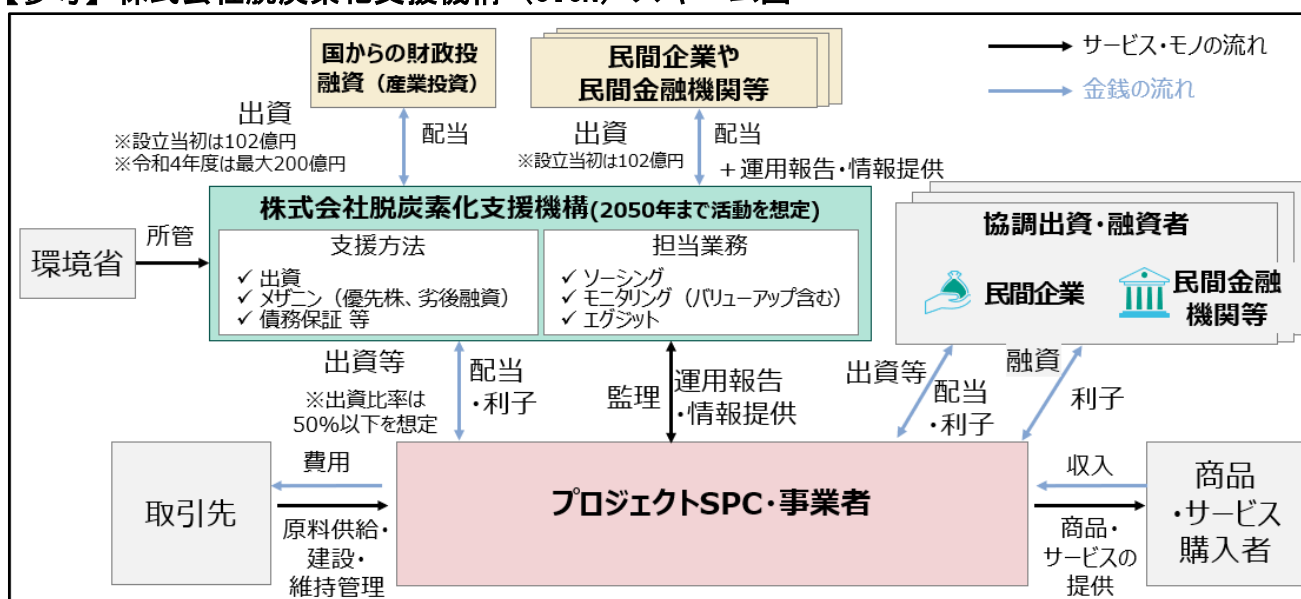 国からの財政投
融資（産業投資）
民間企業や
民間金融機関等
サービス・モノの流れ
金銭の流れ
出資
※設立当初は102億円
※令和4年度は最大200億円
配当
出資
※設立当初は102億円
配当
＋運用報告・情報提供
株式会社脱炭素化支援機構(2050年まで活動を想定)
環境省
所管
支援方法
✓ 出資
✓ メザニン（優先株、劣後融資）
✓ 債務保証 等
担当業務
✓ ソーシング
✓ モニタリング（バリューアップ含む）
✓ エグジット
協調出資・融資者
民間企業
民間金融
機関等
出資等
※出資比率は
50%以下を想定
配当
・利子
監理
運用報告
・情報提供
出資等
配当
・利子
融資
利子
取引先
費用
原料供給・
建設・
維持管理
プロジェクトSPC・事業者
収入
商品・
サービスの
提供
商品
・サービス
購入者